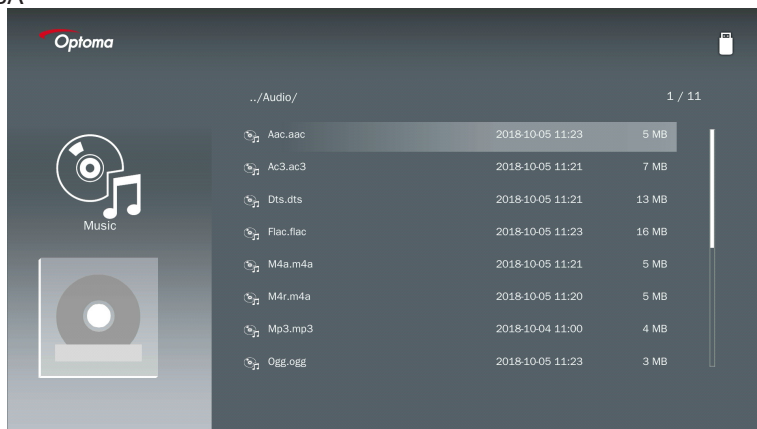 Optoma
../Audio/ 1 / 11
Aac.aac 2018-10-05 11:23 5 MB
Ac3.ac3 2018-10-05 11:21 7 MB
Dts.dts 2018-10-05 11:21 13 MB
Music
Flac.flac 2018-10-05 11:23 16 MB
M4a.m4a 2018-10-05 11:21 5 MB
M4r.m4a 2018-10-05 11:20 5 MB
Mp3.mp3 2018-10-04 11:00 4 MB
Ogg.ogg 2018-10-05 11:23 3 MB